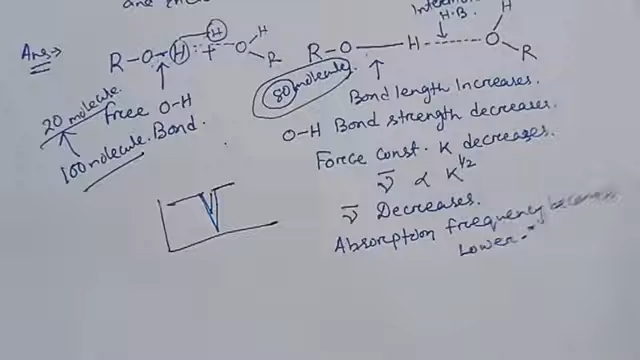 and
Ans→
R-O-H
H
O
H
R
20 molecule.
free O-H
Bond.
100 molecule.
H.B.
R-O
H
O
H
R
80 molecule.
Bond length Increases.
O-H Bond strength decreases.
Force Const. K decreases.
ν̄ ∝ K^1/2
ν̄ Decreases.
Absorption frequency
Lower.